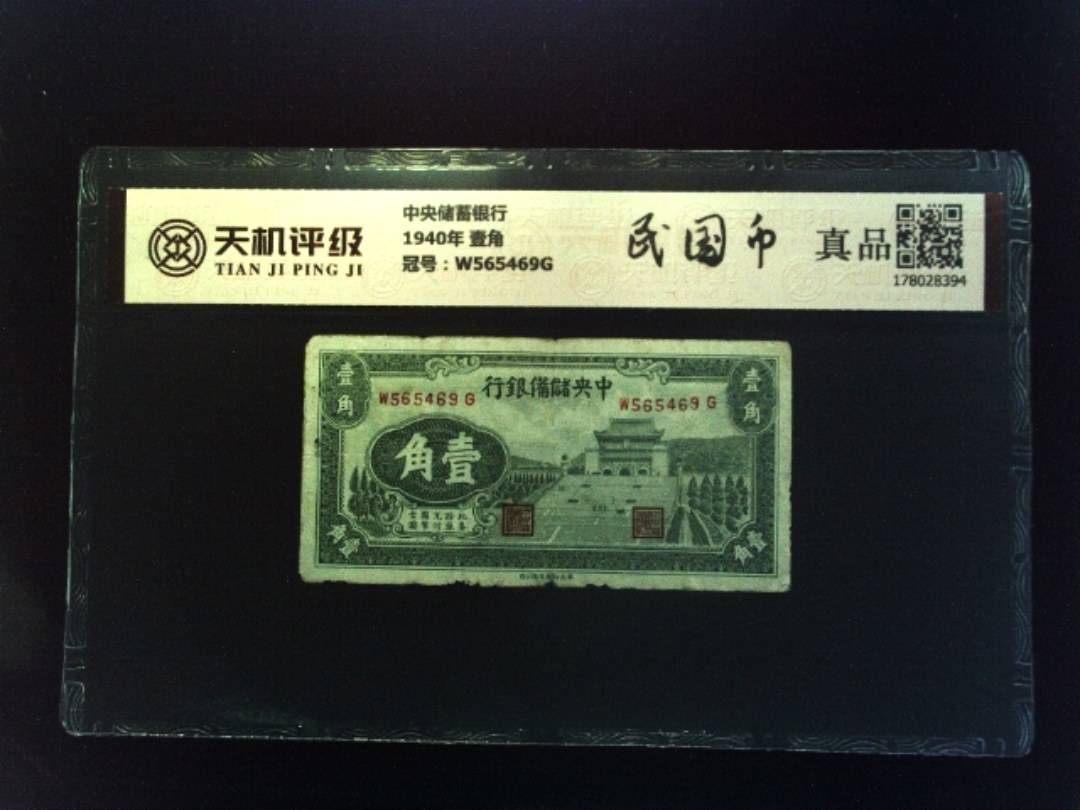 天机评级
TIAN JI PING JI
中央储蓄银行
1940年 壹角
冠号：W565469G
民国币
真品
178028394
行銀備儲央中
壹角
壹角
W565469 G
W565469 G
角壹
角壹
角壹